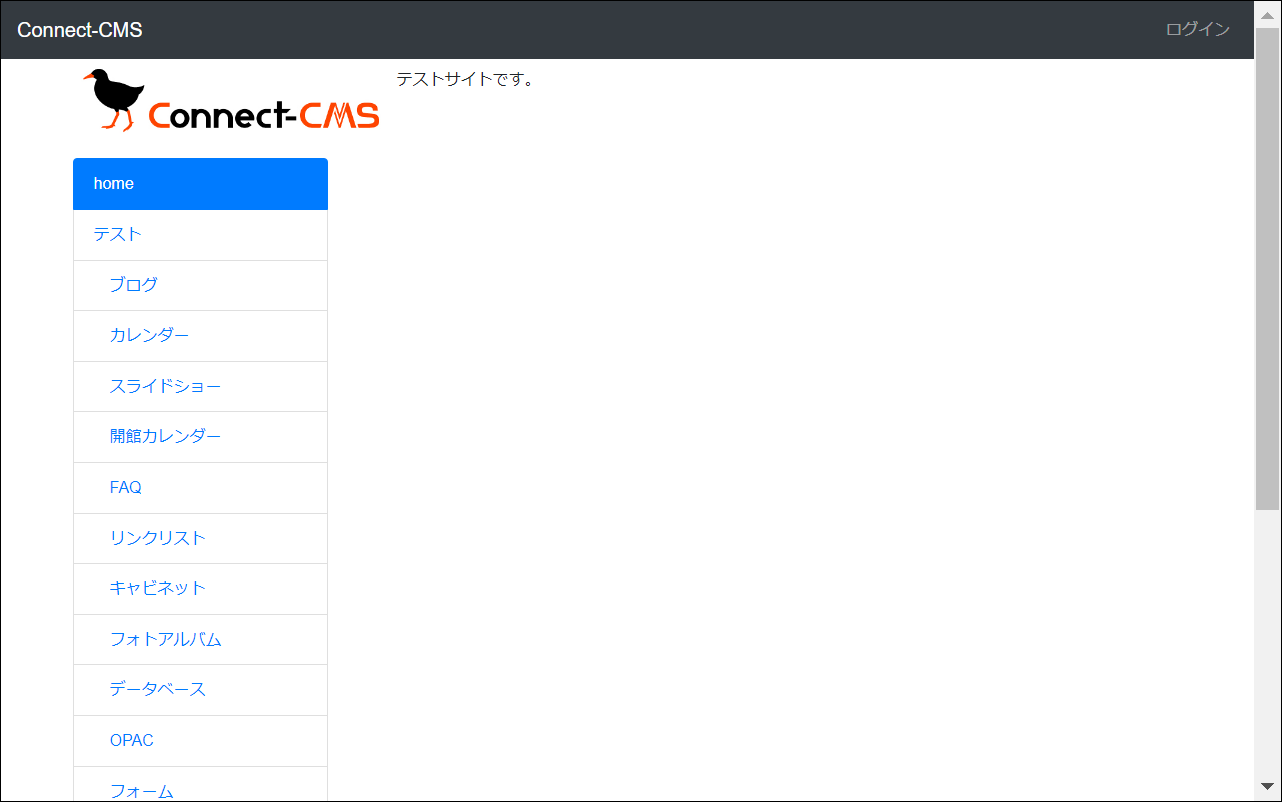 Connect-CMS
ログイン
Connect-CMS
テストサイトです。
home
テスト
ブログ
カレンダー
スライドショー
開館カレンダー
FAQ
リンクリスト
キャビネット
フォトアルバム
データベース
OPAC
フォーム